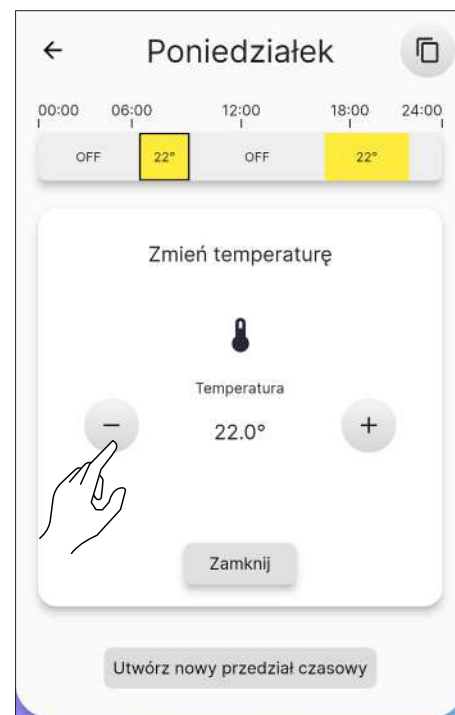 Poniedziałek
00:00 06:00 12:00 18:00 24:00
OFF 22° OFF 22°
Zmień temperaturę
Temperatura
22.0°
Zamknij
Utwórz nowy przedział czasowy